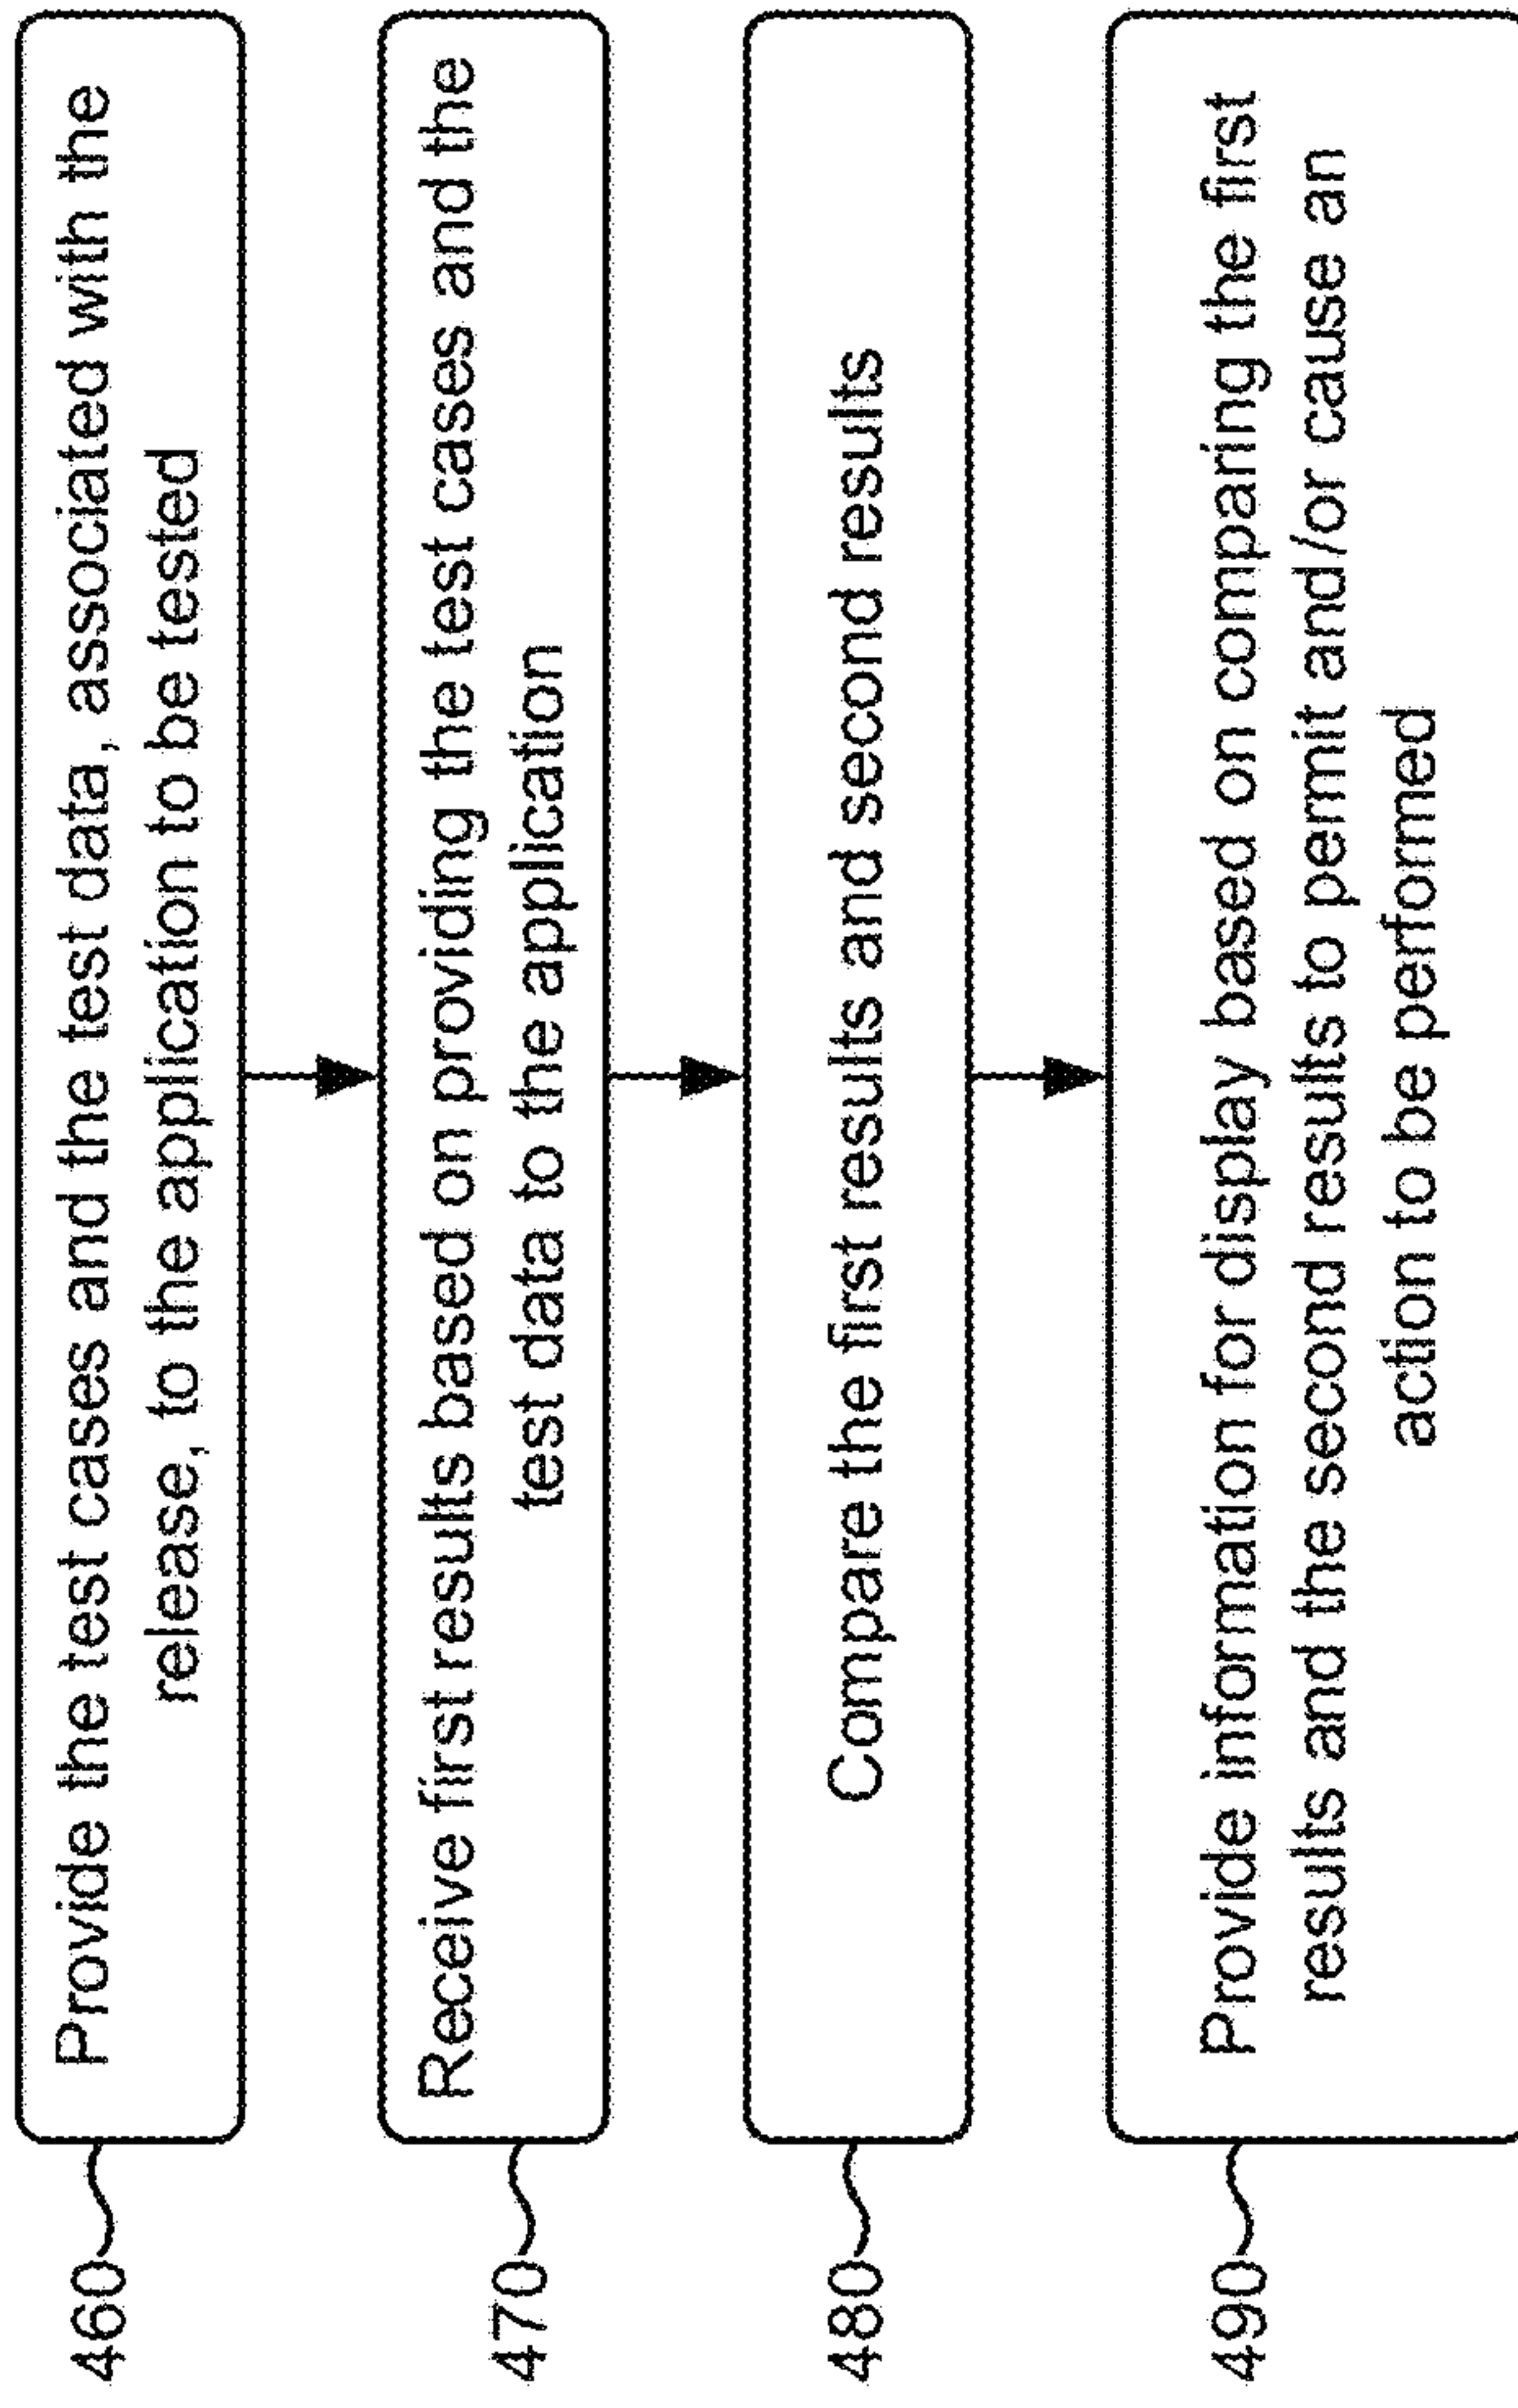 460
Provide the test cases and the test data, associated with the
release, to the application to be tested
470
Receive first results based on providing the test cases and the
test data to the application
480
Compare the first results and second results
490
Provide information for display based on comparing the first
results and the second results to permit and/or cause an
action to be performed